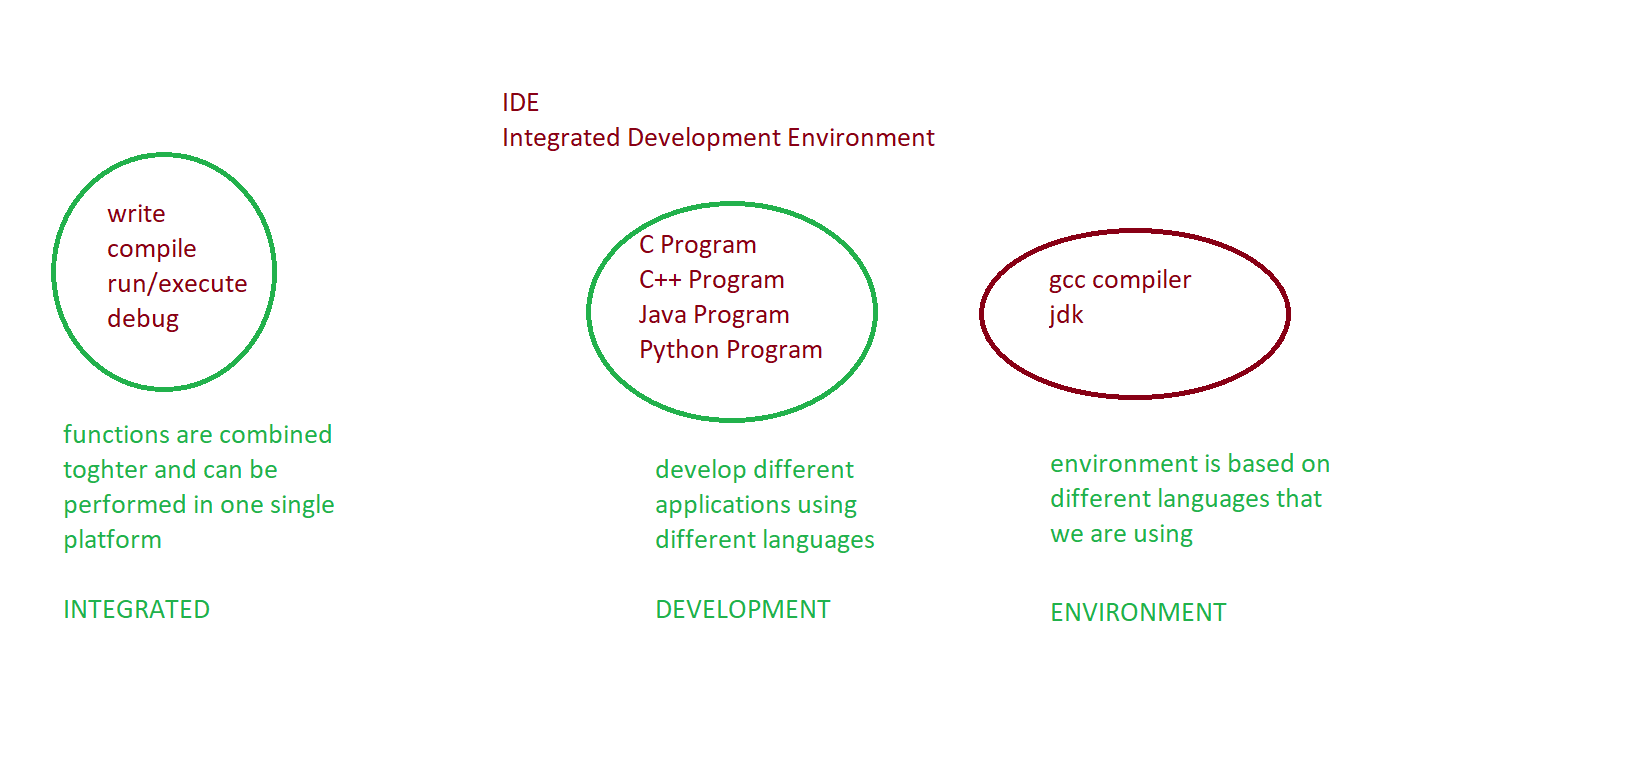 IDE
Integrated Development Environment
write
compile
run/execute
debug
functions are combined
toghter and can be
performed in one single
platform
INTEGRATED
C Program
C++ Program
Java Program
Python Program
develop different
applications using
different languages
DEVELOPMENT
gcc compiler
jdk
environment is based on
different languages that
we are using
ENVIRONMENT